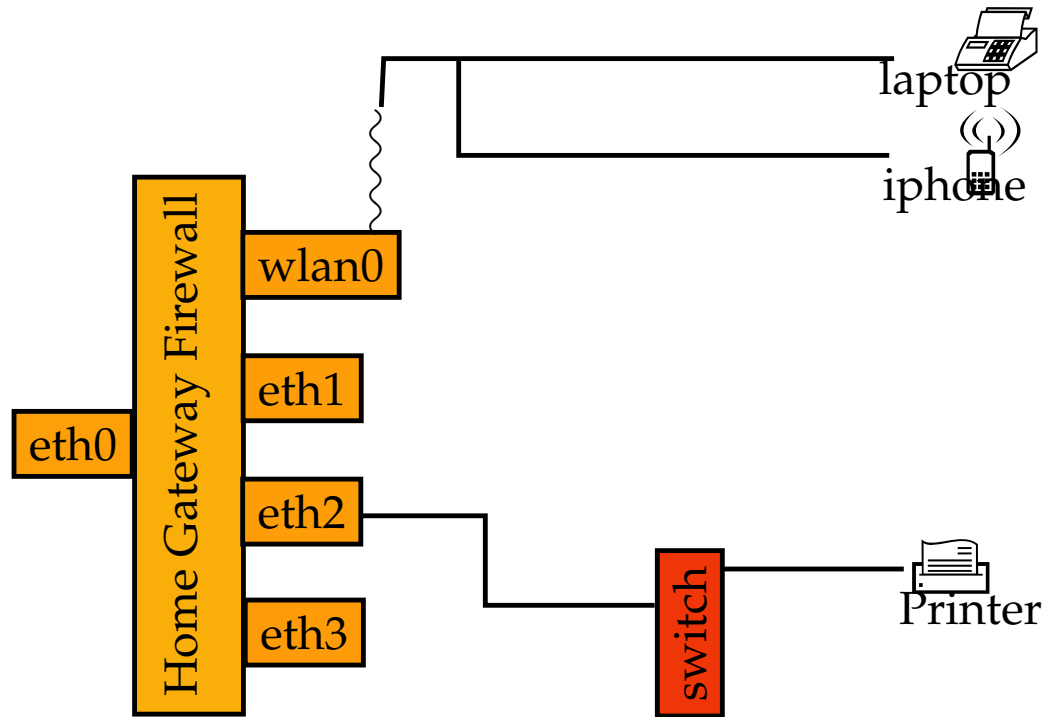 laptop
iphone
Home Gateway Firewall
wlan0
eth1
eth0
eth2
switch
Printer
eth3